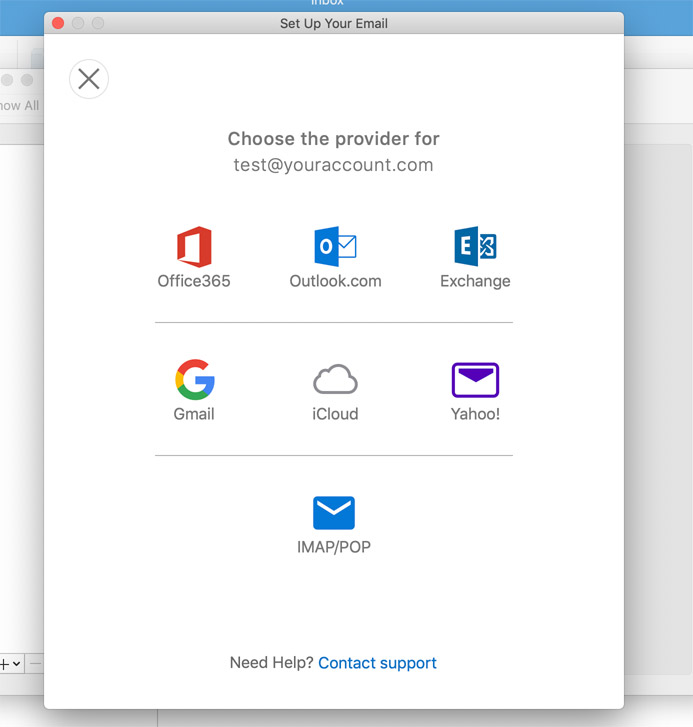 Inbox
Set Up Your Email
Show All
Choose the provider for
test@youraccount.com
Office365
Outlook.com
Exchange
Gmail
iCloud
Yahoo!
IMAP/POP
Need Help? Contact support